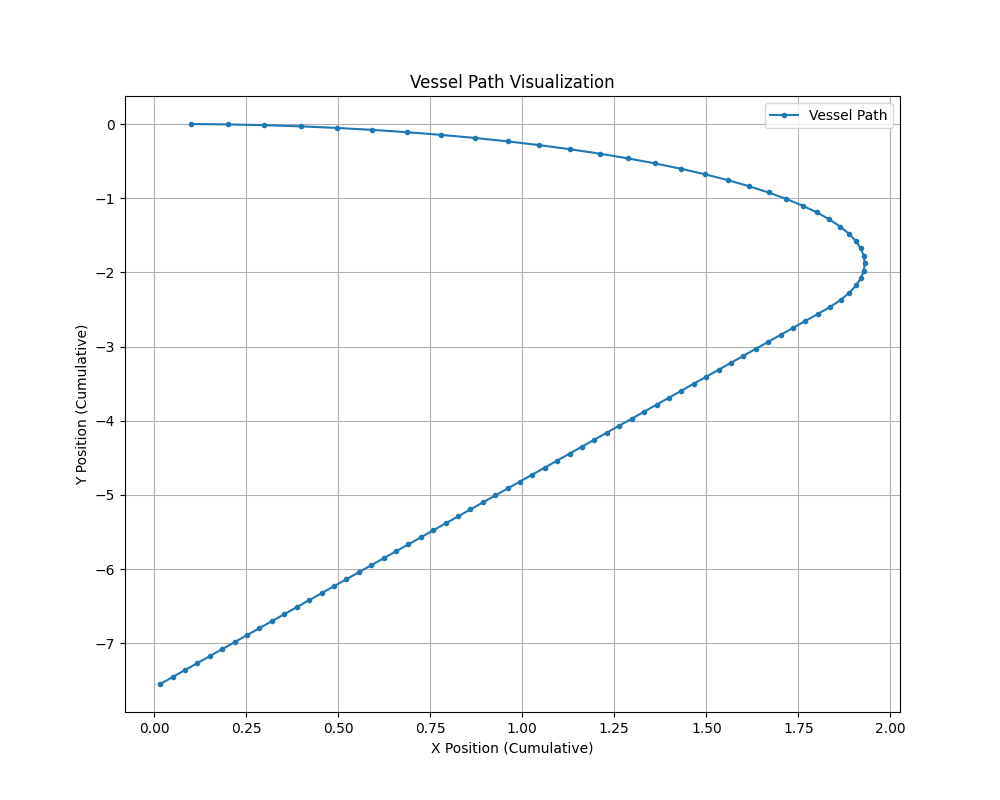 Vessel Path Visualization
Vessel Path
0
−1
−2
−3
−4
−5
−6
−7
Y Position (Cumulative)
0.00 0.25 0.50 0.75 1.00 1.25 1.50 1.75 2.00
X Position (Cumulative)